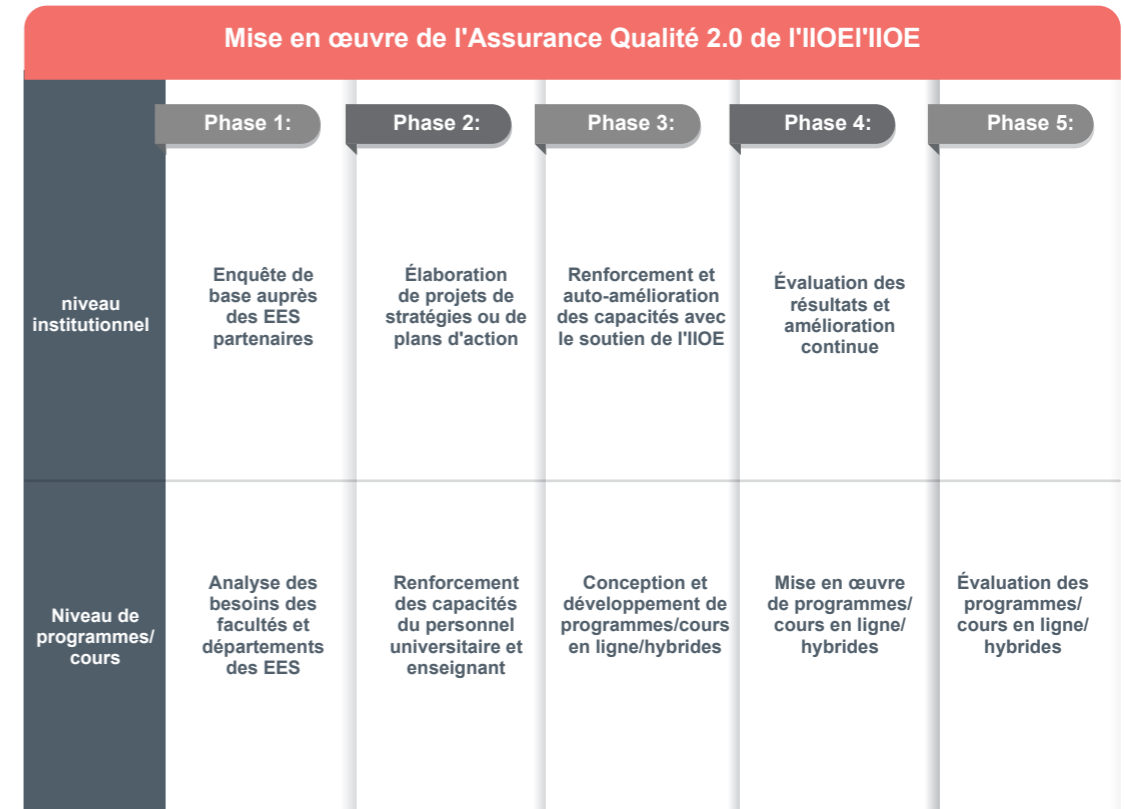 Mise en œuvre de l'Assurance Qualité 2.0 de l'IIOEl'IIOE
Phase 1:
Phase 2:
Phase 3:
Phase 4:
Phase 5:
niveau
institutionnel
Enquête de
base auprès
des EES
partenaires
Élaboration
de projets de
stratégies ou de
plans d'action
Renforcement et
auto-amélioration
des capacités avec
le soutien de l'IIOE
Évaluation des
résultats et
amélioration
continue
Niveau de
programmes/
cours
Analyse des
besoins des
facultés et
départements
des EES
Renforcement
des capacités
du personnel
universitaire et
enseignant
Conception et
développement de
programmes/cours
en ligne/hybrides
Mise en œuvre
de programmes/
cours en ligne/
hybrides
Évaluation des
programmes/
cours en ligne/
hybrides